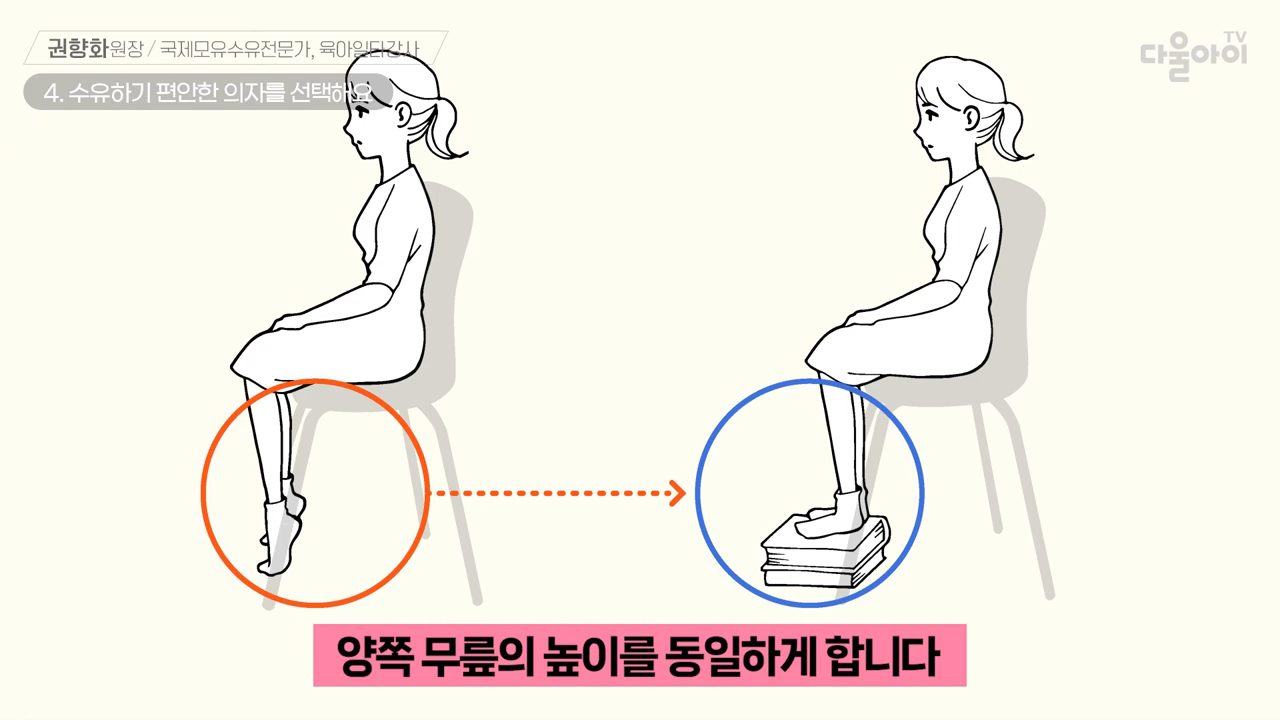 권향화원장 / 국제모유수유전문가, 육아일타강사
다울아이 TV
4. 수유하기 편안한 의자를 선택해요
양쪽 무릎의 높이를 동일하게 합니다